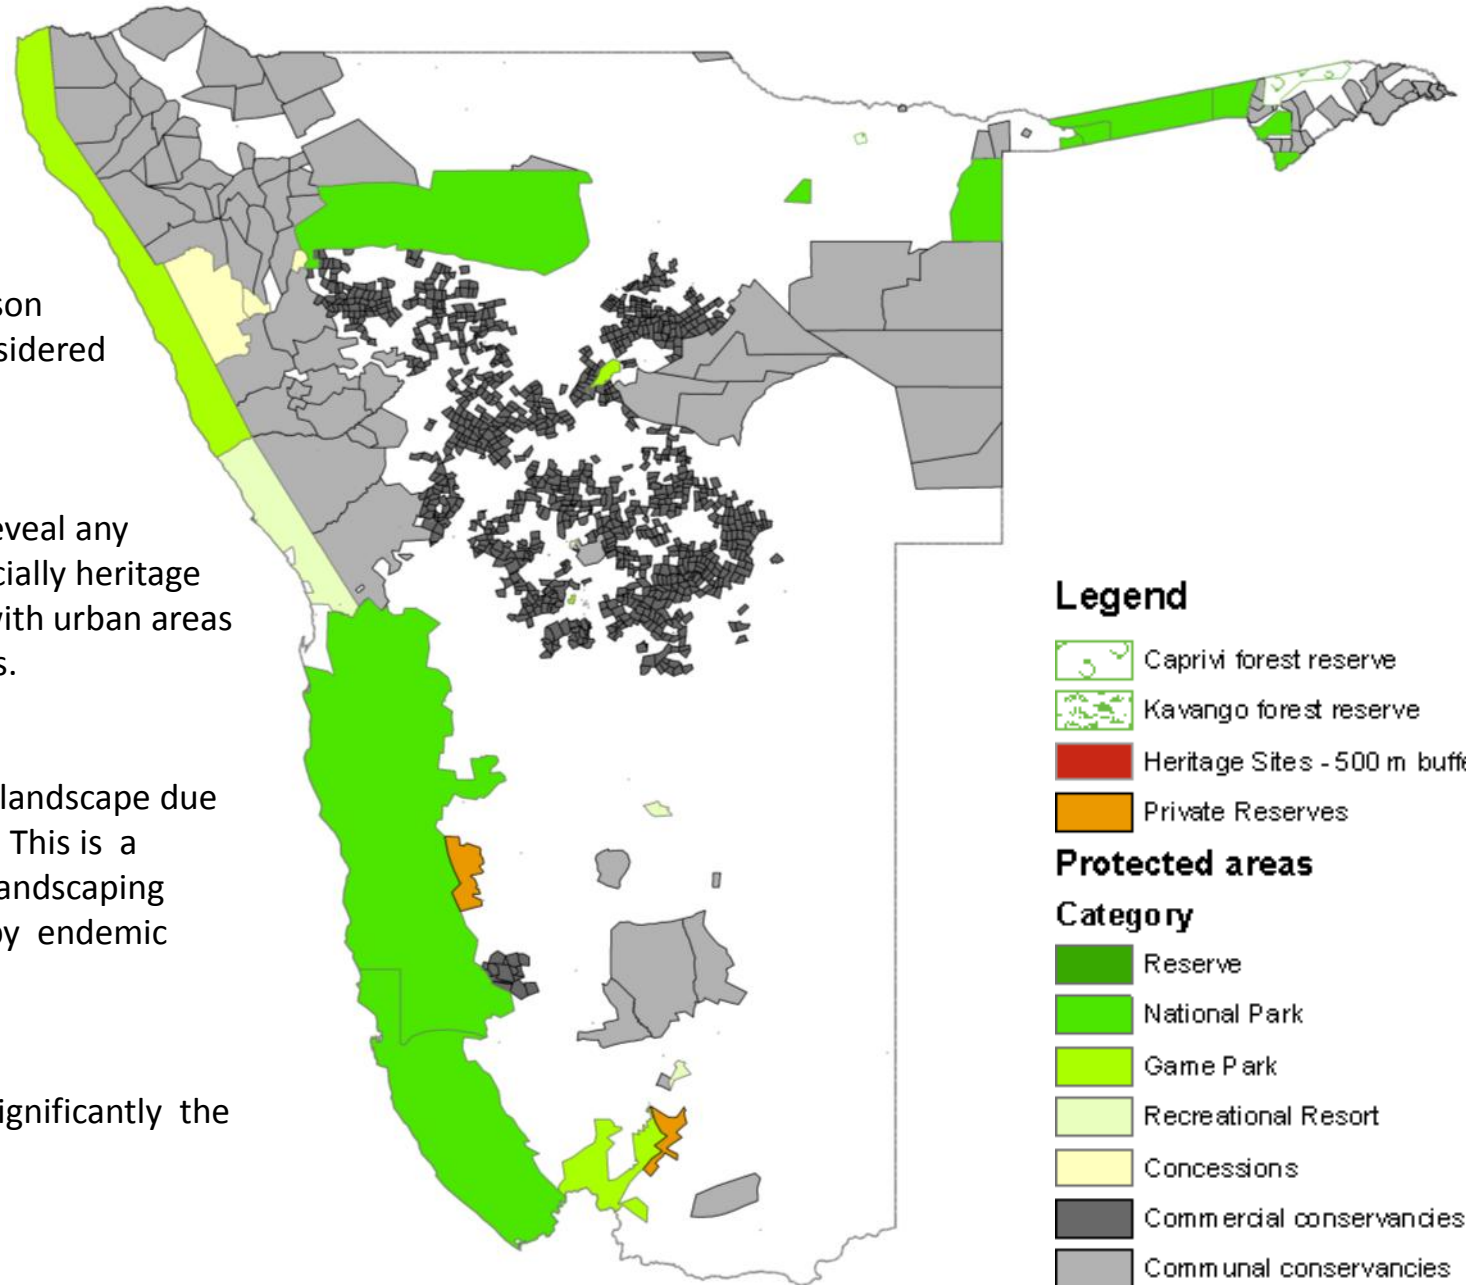 son
sidered
eveal any
cially heritage
with urban areas
s.
landscape due
This is a
andscaping
by endemic
ignificantly the
Legend
Caprivi forest reserve
Kavango forest reserve
Heritage Sites - 500 m buffe
Private Reserves
Protected areas
Category
Reserve
National Park
Game Park
Recreational Resort
Concessions
Commercial conservancies
Communal conservancies